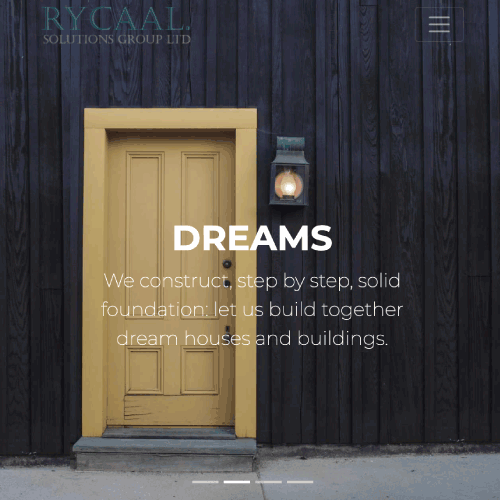 RYCAAL.
SOLUTIONS GROUP LTD
DREAMS
We construct, step by step, solid
foundation: let us build together
dream houses and buildings.